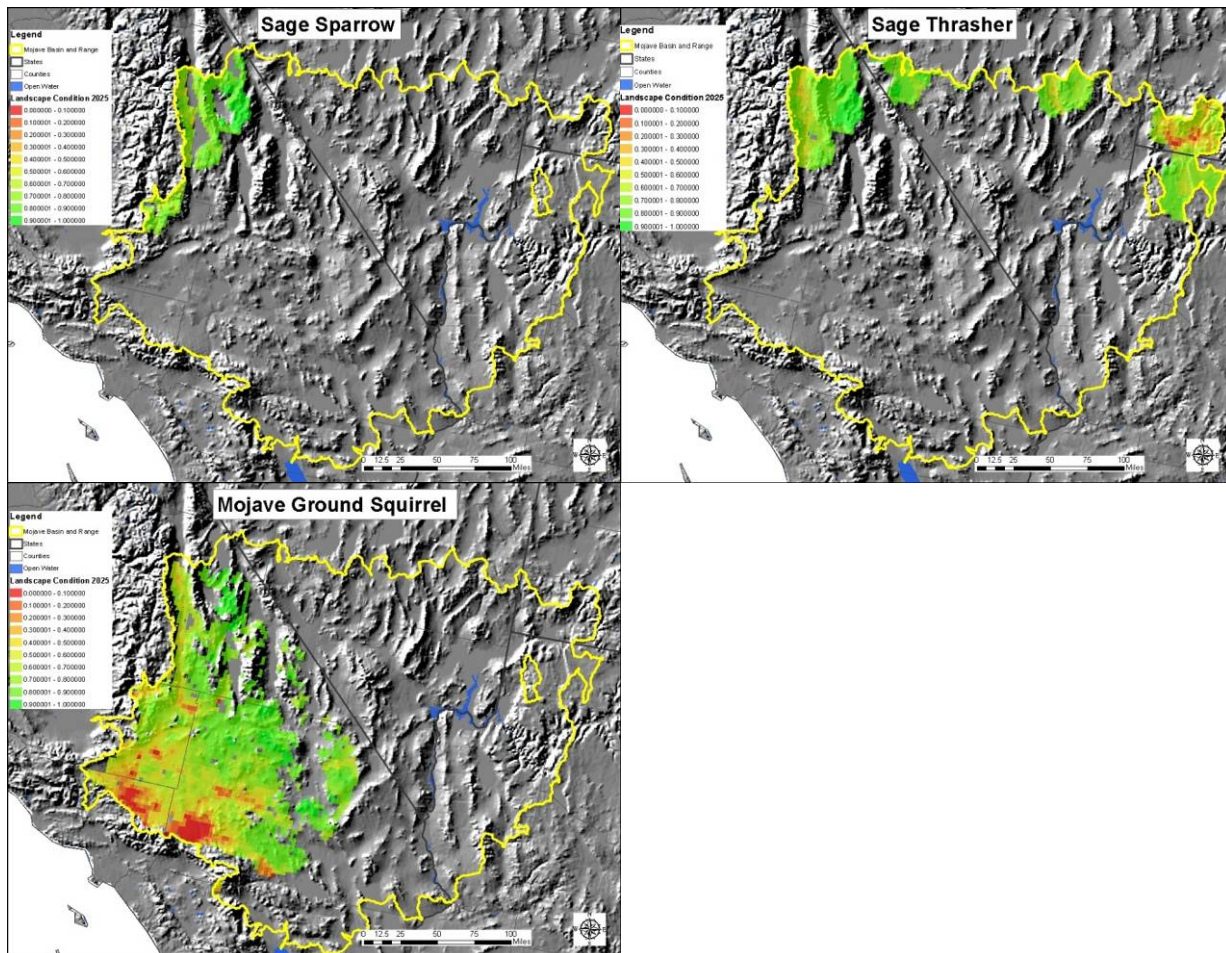 Sage Sparrow
Legend
Mojave Basin and Range
States
Counties
Open Water
Landscape Condition 2025
0.000000 - 0.100000
0.100001 - 0.200000
0.200001 - 0.300000
0.300001 - 0.400000
0.400001 - 0.500000
0.500001 - 0.600000
0.600001 - 0.700000
0.700001 - 0.800000
0.800001 - 0.900000
0.900001 - 1.000000
0 12.5 25 50 75 100
Miles
Sage Thrasher
Legend
Mojave Basin and Range
States
Counties
Open Water
Landscape Condition 2025
0.000000 - 0.100000
0.100001 - 0.200000
0.200001 - 0.300000
0.300001 - 0.400000
0.400001 - 0.500000
0.500001 - 0.600000
0.600001 - 0.700000
0.700001 - 0.800000
0.800001 - 0.900000
0.900001 - 1.000000
0 12.5 25 50 75 100
Miles
Mojave Ground Squirrel
Legend
Mojave Basin and Range
States
Counties
Open Water
Landscape Condition 2025
0.000000 - 0.100000
0.100001 - 0.200000
0.200001 - 0.300000
0.300001 - 0.400000
0.400001 - 0.500000
0.500001 - 0.600000
0.600001 - 0.700000
0.700001 - 0.800000
0.800001 - 0.900000
0.900001 - 1.000000
0 12.5 25 50 75 100
Miles